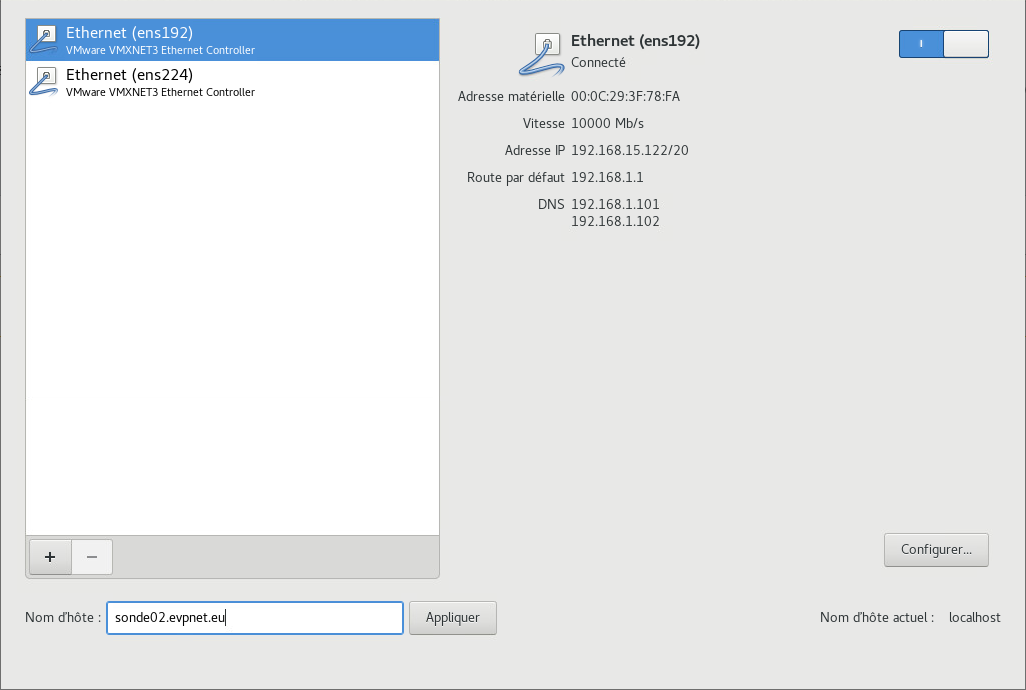 Ethernet (ens192)
VMware VMXNET3 Ethernet Controller
Ethernet (ens224)
VMware VMXNET3 Ethernet Controller
Ethernet (ens192)
Connecté
Adresse matérielle 00:0C:29:3F:78:FA
Vitesse 10000 Mb/s
Adresse IP 192.168.15.122/20
Route par défaut 192.168.1.1
DNS 192.168.1.101
192.168.1.102
Configurer...
Nom d'hôte : sonde02.evpnet.eu Appliquer Nom d'hôte actuel : localhost